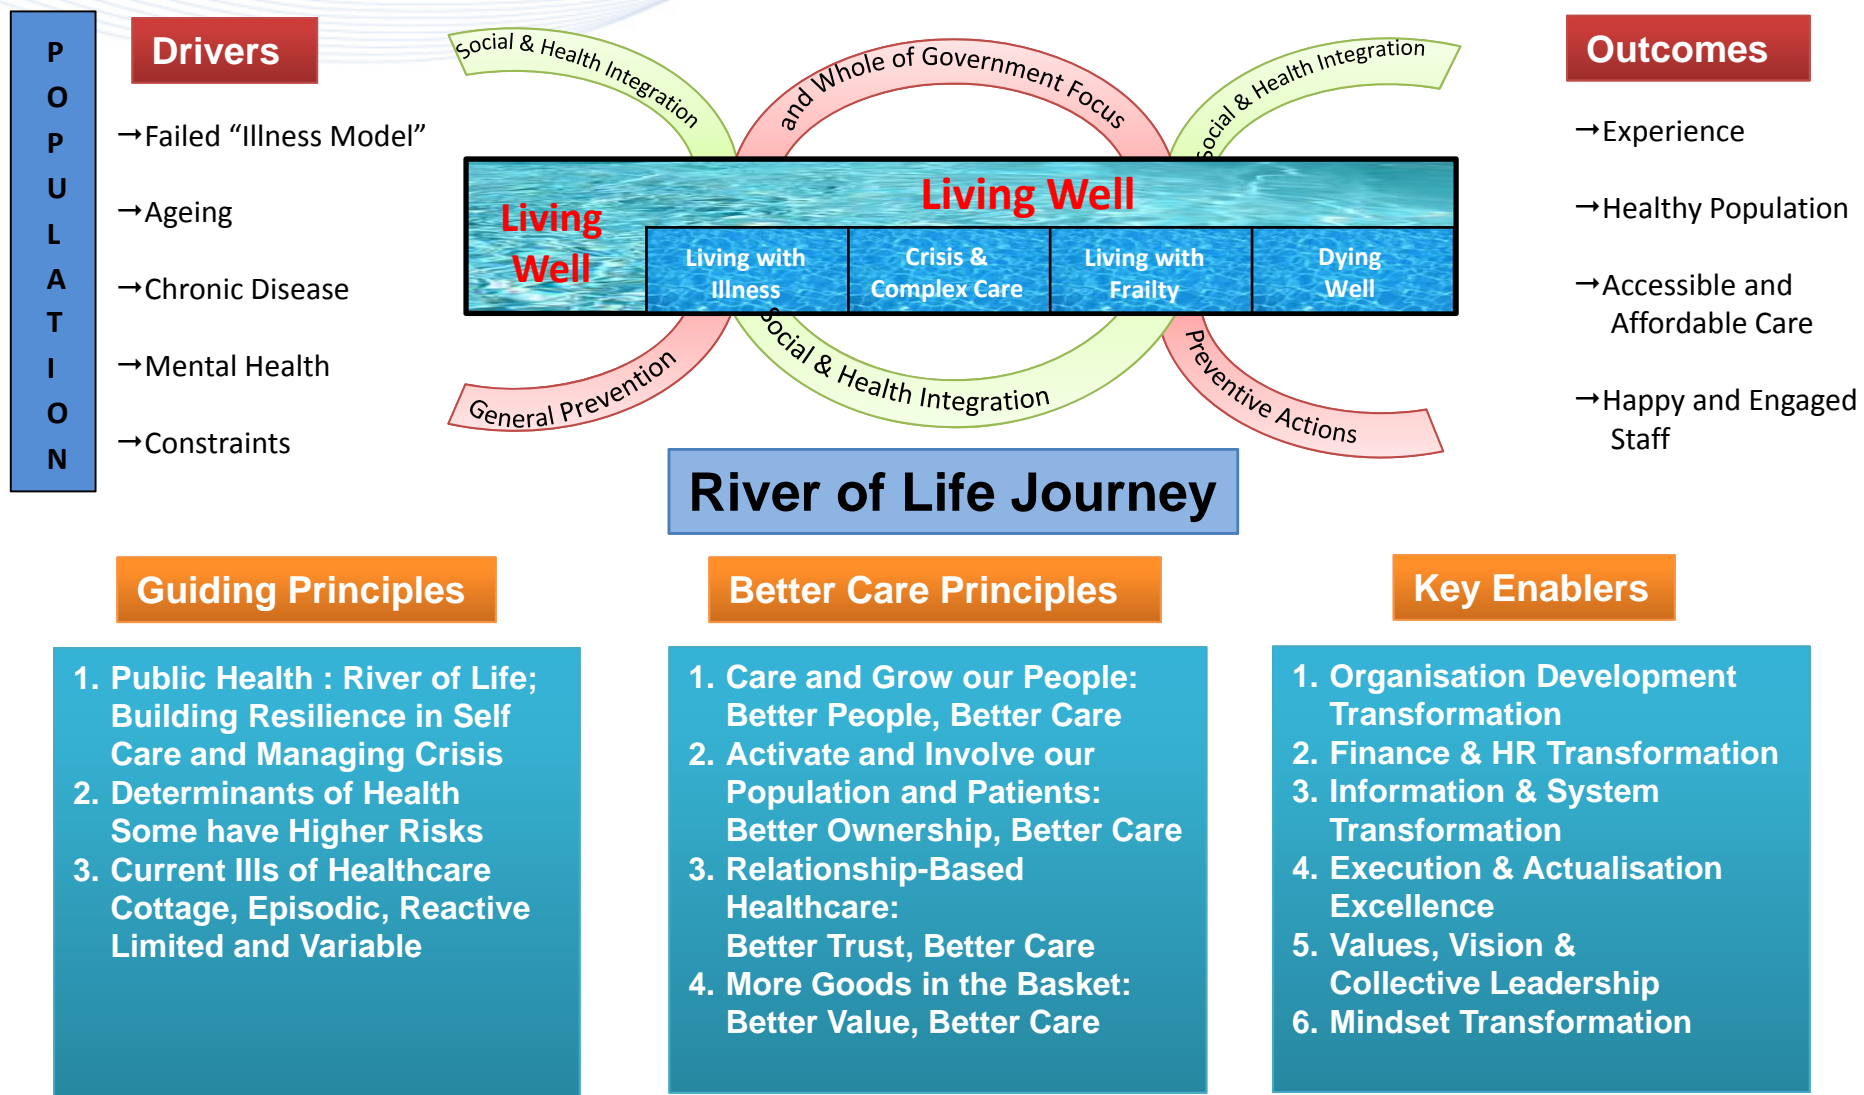 POPULATION
Drivers
→Failed “Illness Model”
→Ageing
→Chronic Disease
→Mental Health
→Constraints
Social & Health Integration
and Whole of Government Focus
Social & Health Integration
Living
Well
Living Well
Living with
Illness
Crisis &
Complex Care
Living with
Frailty
Dying
Well
General Prevention
Social & Health Integration
Preventive Actions
River of Life Journey
Outcomes
→Experience
→Healthy Population
→Accessible and
Affordable Care
→Happy and Engaged
Staff
Guiding Principles
1. Public Health : River of Life;
Building Resilience in Self
Care and Managing Crisis
2. Determinants of Health
Some have Higher Risks
3. Current Ills of Healthcare
Cottage, Episodic, Reactive
Limited and Variable
Better Care Principles
1. Care and Grow our People:
Better People, Better Care
2. Activate and Involve our
Population and Patients:
Better Ownership, Better Care
3. Relationship-Based
Healthcare:
Better Trust, Better Care
4. More Goods in the Basket:
Better Value, Better Care
Key Enablers
1. Organisation Development
Transformation
2. Finance & HR Transformation
3. Information & System
Transformation
4. Execution & Actualisation
Excellence
5. Values, Vision &
Collective Leadership
6. Mindset Transformation